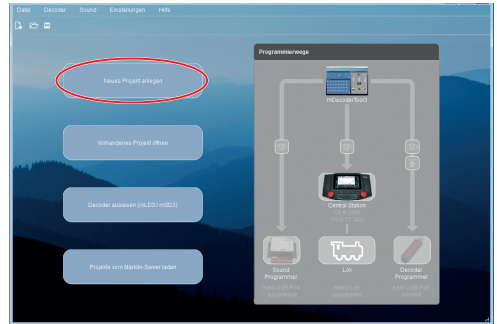 Datei Decoder Sound Einstellungen Hilfe
Neues Projekt anlegen
Vorhandenes Projekt öffnen
Decoder auslesen (mLD3 / mSD3)
Projekte vom Märklin-Server laden
Programmierwege
mDecoderTool3
Central Station
Sound
Programmer
Lok
Decoder
Programmer